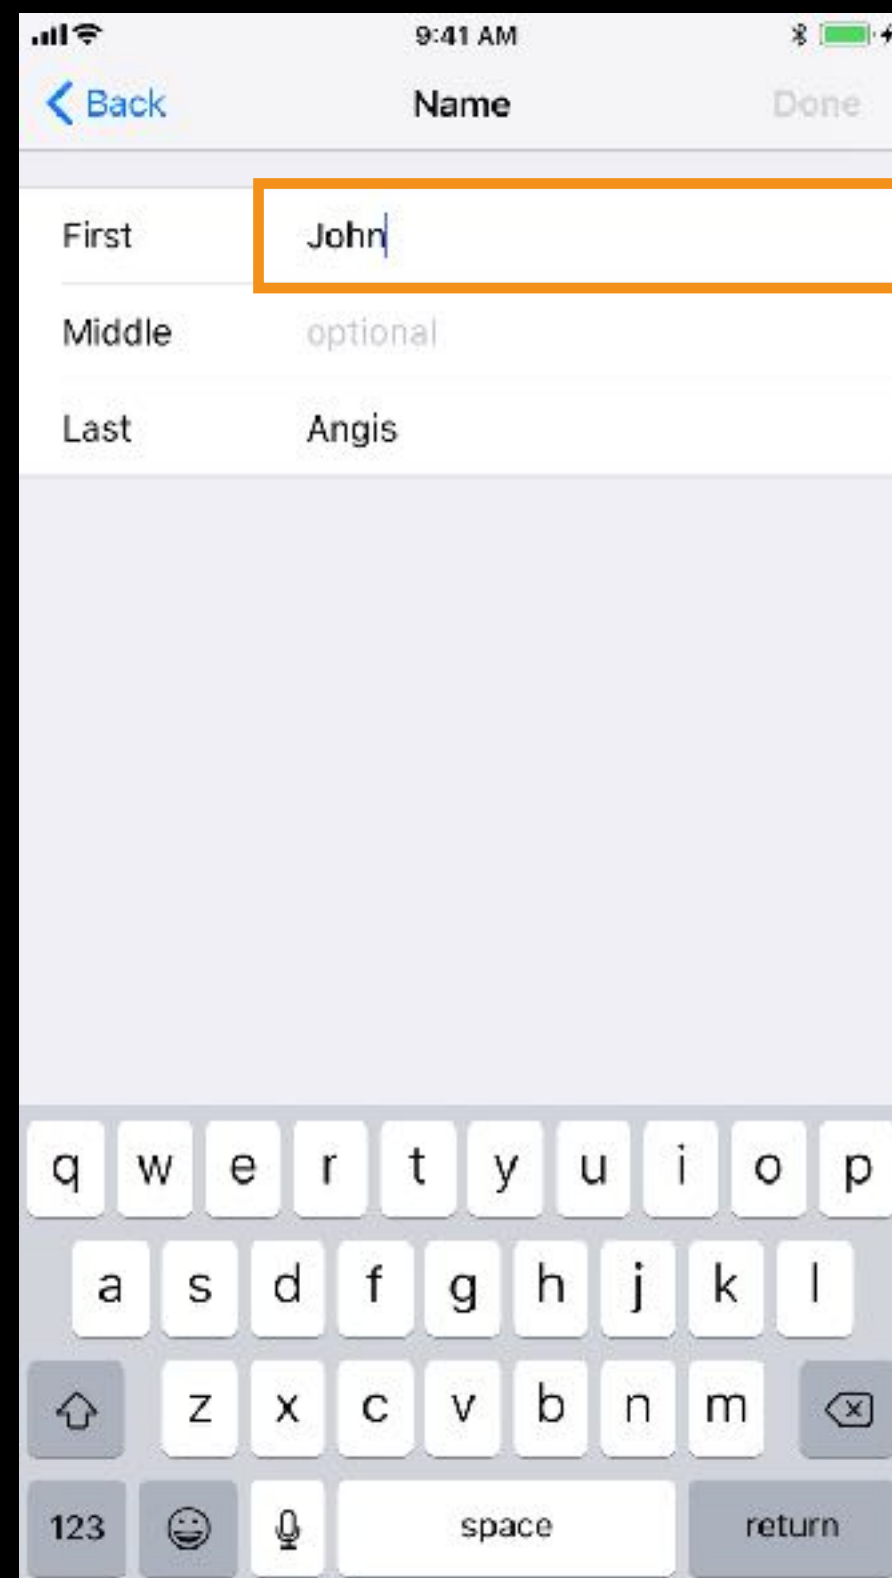 9:41 AM
Back Name Done
First John
Middle optional
Last Angis
q w e r t y u i o p
a s d f g h j k l
z x c v b n m
123 space return